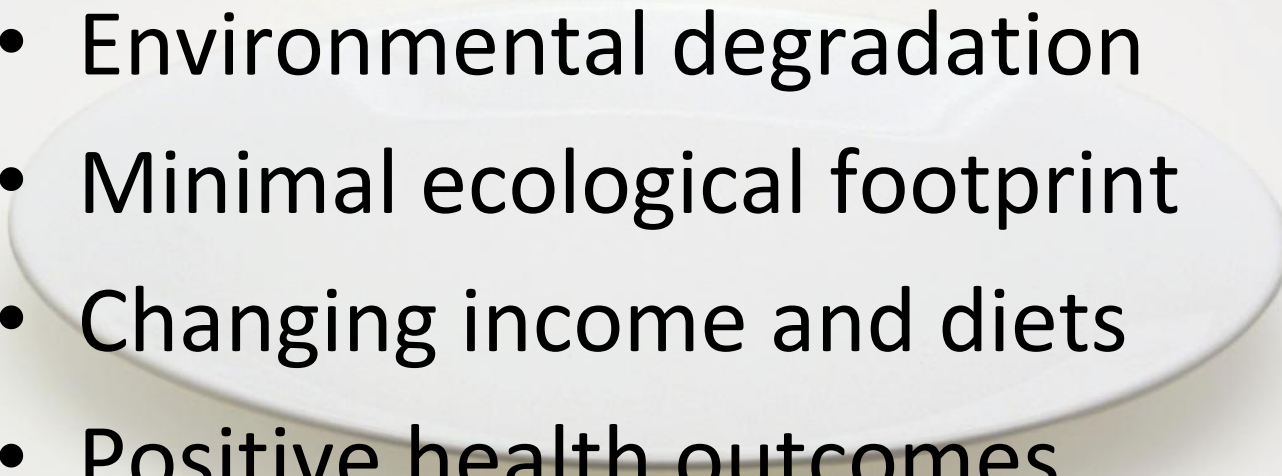 • Environmental degradation
• Minimal ecological footprint
• Changing income and diets
• Positive health outcomes